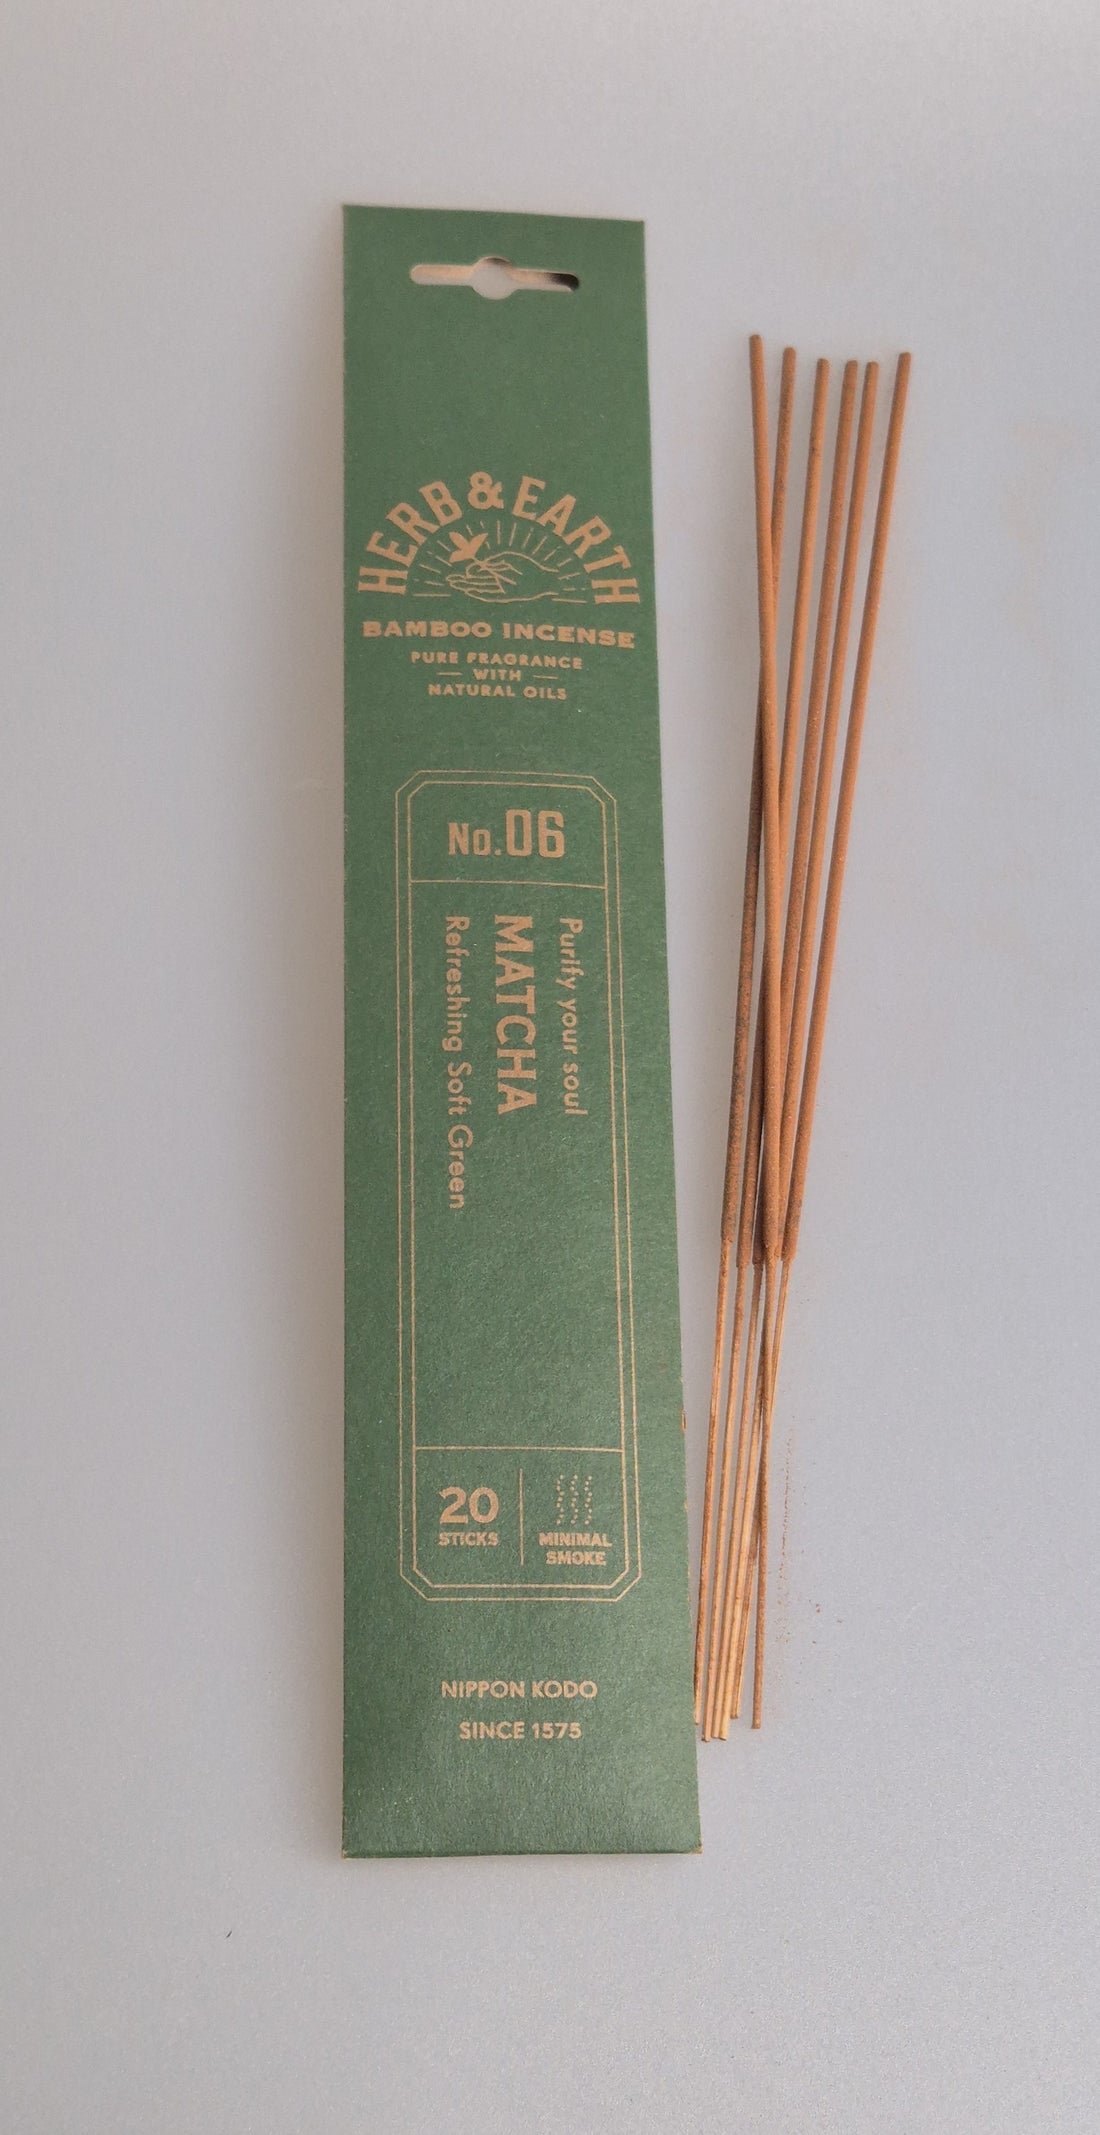 HERB & EARTH
BAMBOO INCENSE
PURE FRAGRANCE
WITH
NATURAL OILS
No.06
Purify your soul
MATCHA
Refreshing Soft Green
20
STICKS
MINIMAL
SMOKE
NIPPON KODO
SINCE 1575